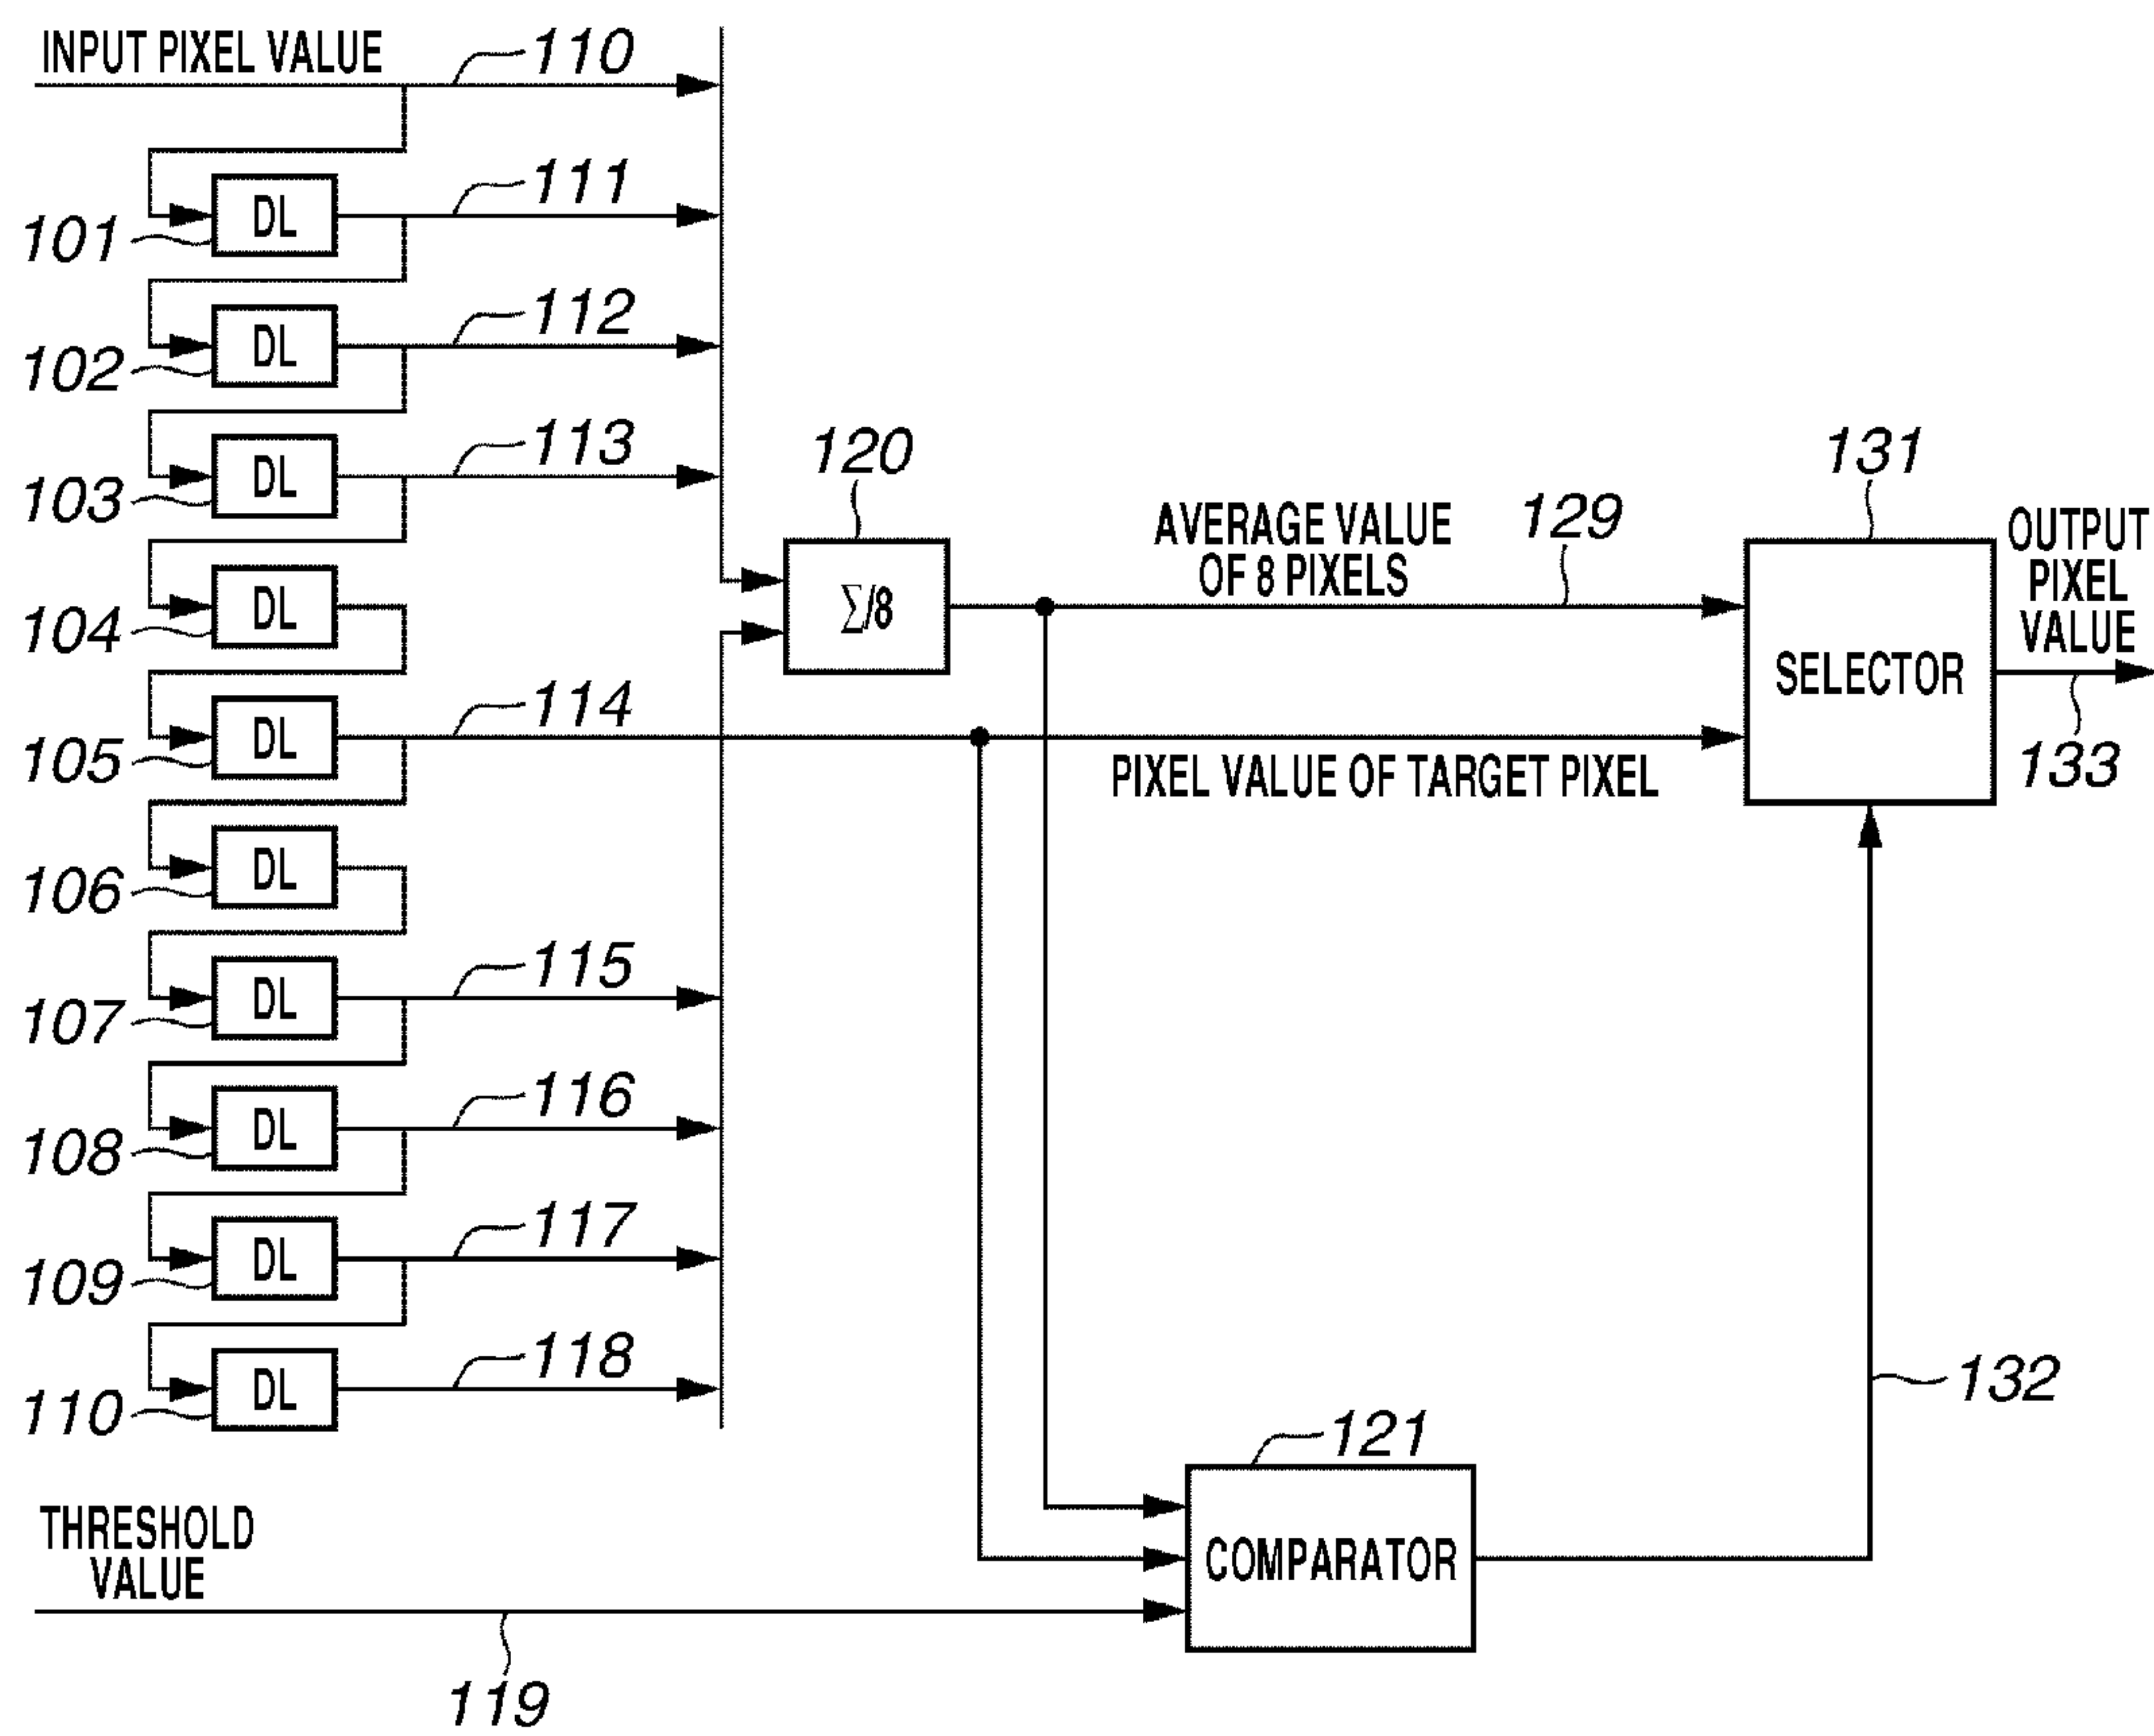 INPUT PIXEL VALUE
110
DL
111
101
DL
112
102
DL
113
103
DL
104
DL
114
105
DL
106
DL
115
107
DL
116
108
DL
117
109
DL
118
110
120
∑/8
AVERAGE VALUE
OF 8 PIXELS
129
PIXEL VALUE OF TARGET PIXEL
131
SELECTOR
OUTPUT
PIXEL
VALUE
133
132
121
COMPARATOR
THRESHOLD
VALUE
119